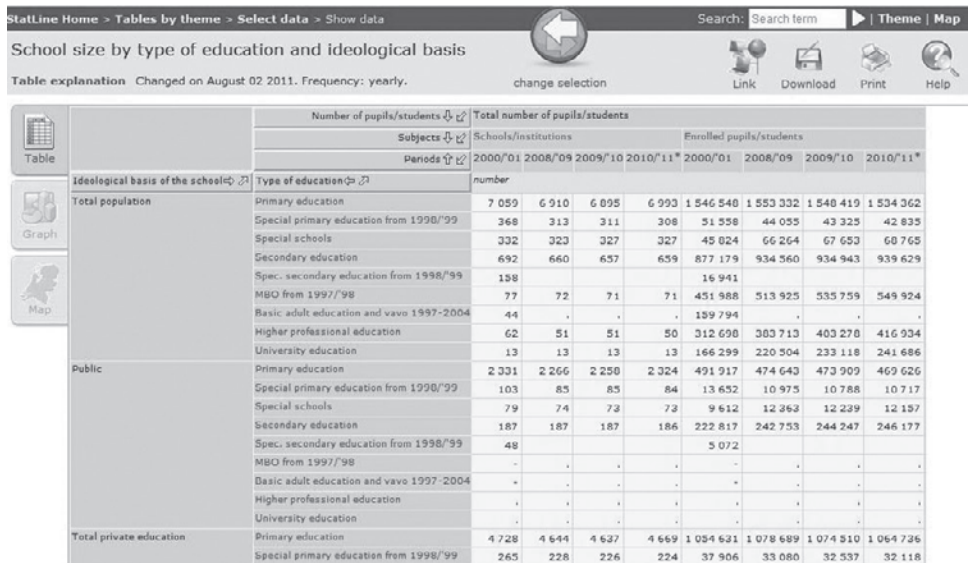 StatLine Home > Tables by theme > Select data > Show data Search: Search term | Theme | Map
School size by type of education and ideological basis
Table explanation Changed on August 02 2011. Frequency: yearly.
change selection Link Download Print Help
Table
Graph
Map
Number of pupils/students Total number of pupils/students
Subjects Schools/institutions Enrolled pupils/students
Periods 2000/'01 2008/'09 2009/'10 2010/'11* 2000/'01 2008/'09 2009/'10 2010/'11*
Ideological basis of the school Type of education number
Total population Primary education 7 059 6 910 6 895 6 993 1 546 548 1 553 332 1 548 419 1 534 362
Special primary education from 1998/'99 368 313 311 308 51 558 44 055 43 325 42 835
Special schools 332 323 327 327 45 824 66 264 67 653 68 765
Secondary education 692 660 657 659 877 179 934 560 934 943 939 629
Spec. secondary education from 1998/'99 158 16 941
MBO from 1997/'98 77 72 71 71 451 988 513 925 535 759 549 924
Basic adult education and vavo 1997-2004 44 . . . 159 794 . . .
Higher professional education 62 51 51 50 312 698 383 713 403 278 416 934
University education 13 13 13 13 166 299 220 504 233 118 241 686
Public Primary education 2 331 2 266 2 258 2 324 491 917 474 643 473 909 469 626
Special primary education from 1998/'99 103 85 85 84 13 652 10 975 10 788 10 717
Special schools 79 74 73 73 9 612 12 363 12 239 12 157
Secondary education 187 187 187 186 222 817 242 753 244 247 246 177
Spec. secondary education from 1998/'99 48 5 072
MBO from 1997/'98 - . . . - . . .
Basic adult education and vavo 1997-2004 - . . . - . . .
Higher professional education . . . . . . . .
University education . . . . . . . .
Total private education Primary education 4 728 4 644 4 637 4 669 1 054 631 1 078 689 1 074 510 1 064 736
Special primary education from 1998/'99 265 228 226 224 37 906 33 080 32 537 32 118